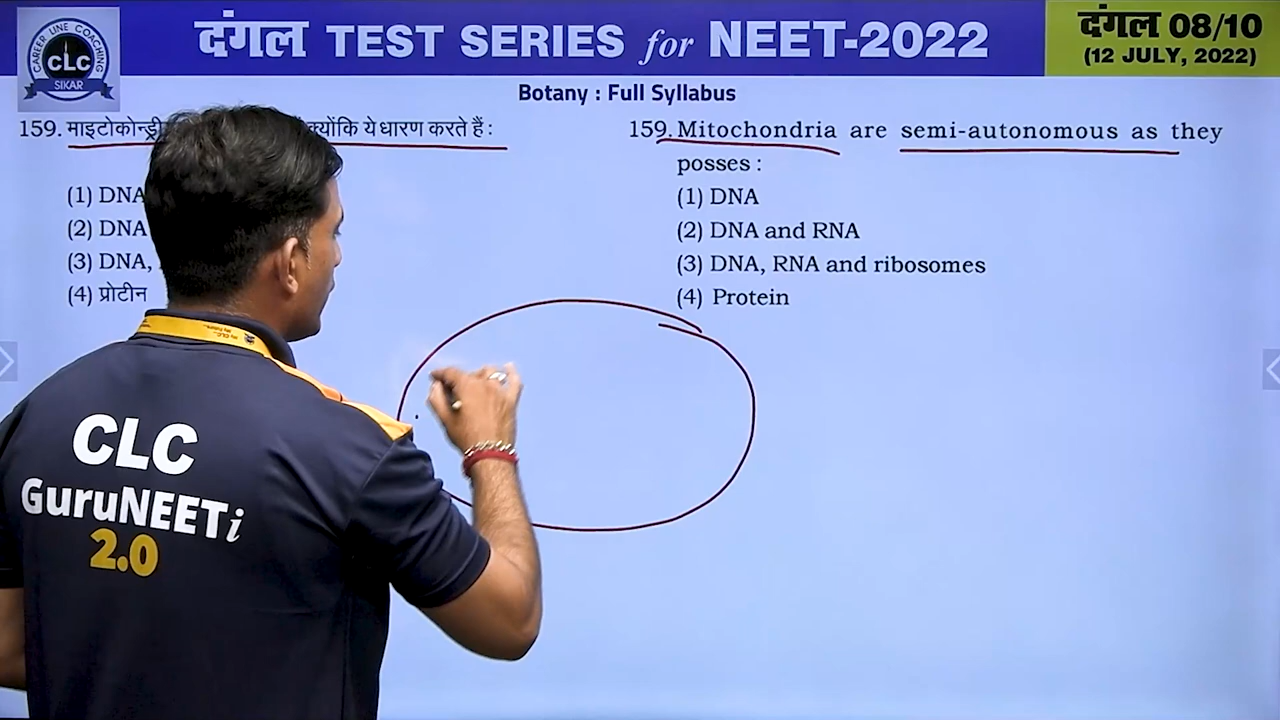 दंगल TEST SERIES for NEET-2022
दंगल 08/10
(12 JULY, 2022)
CAREER LINE COACHING
CLC
SIKAR
Botany : Full Syllabus
159. माइटोकोन्ड्रि क्योंकि ये धारण करते हैं :
(1) DNA
(2) DNA
(3) DNA,
(4) प्रोटीन
159. Mitochondria are semi-autonomous as they
posses :
(1) DNA
(2) DNA and RNA
(3) DNA, RNA and ribosomes
(4) Protein
CLC
GuruNEETi
2.0